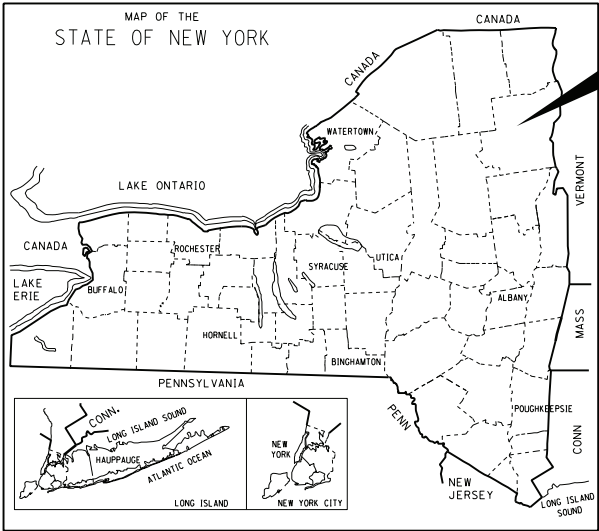 MAP OF THE
STATE OF NEW YORK
CANADA
CANADA
WATERTOWN
VERMONT
LAKE ONTARIO
CANADA
ROCHESTER
UTICA
SYRACUSE
LAKE
ERIE
BUFFALO
ALBANY
MASS
HORNELL
BINGHAMTON
PENNSYLVANIA
PENN
POUGHKEEPSIE
CONN
CONN.
LONG ISLAND SOUND
HAUPPAUGE
ATLANTIC OCEAN
LONG ISLAND
NEW
YORK
NEW YORK CITY
NEW
JERSEY
LONG ISLAND
SOUND